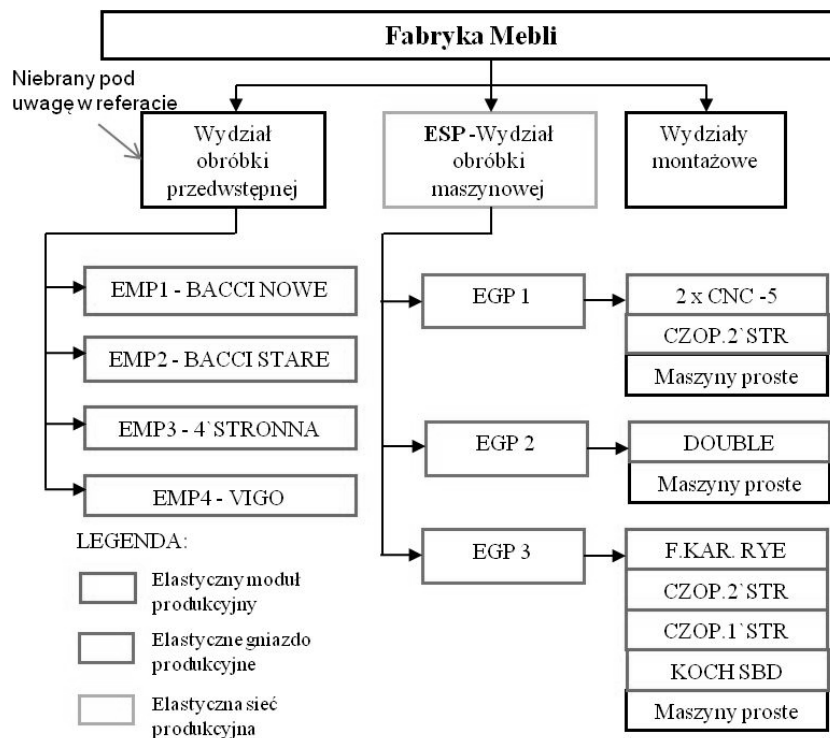 Fabryka Mebli
Niebrany pod
uwagę w referacie
Wydział
obróbki
przedwstępnej
ESP -Wydział
obróbki
maszynowej
Wydziały
montażowe
EMP1 - BACCI NOWE
EMP2 - BACCI STARE
EMP3 - 4`STRONNA
EMP4 - VIGO
EGP 1
2 x CNC -5
CZOP.2`STR
Maszyny proste
EGP 2
DOUBLE
Maszyny proste
EGP 3
F.KAR. RYE
CZOP.2`STR
CZOP.1`STR
KOCH SBD
Maszyny proste
LEGENDA:
Elastyczny moduł
produkcyjny
Elastyczne gniazdo
produkcyjne
Elastyczna sieć
produkcyjna